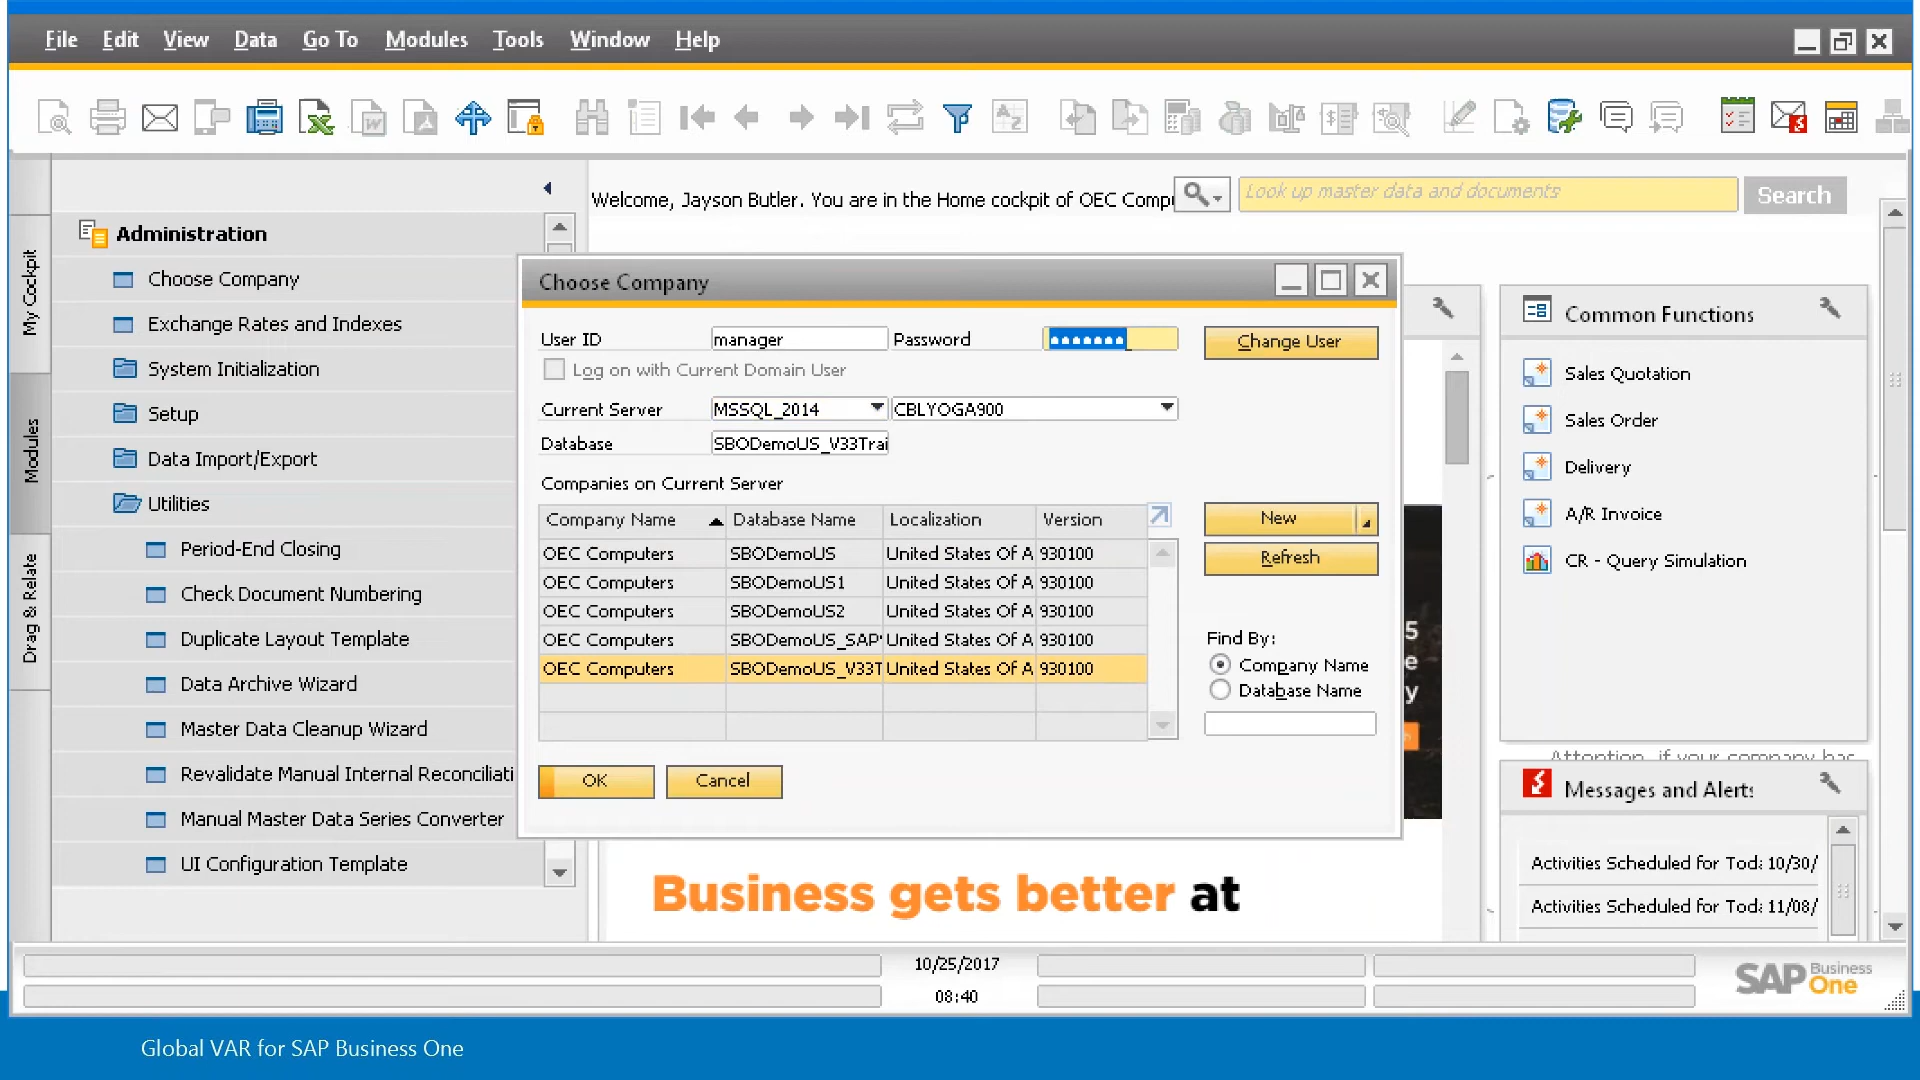 File Edit View Data Go To Modules Tools Window Help
Welcome, Jayson Butler. You are in the Home cockpit of OEC Comp
Look up master data and documents
Search
My Cockpit
Modules
Drag & Relate
Administration
Choose Company
Exchange Rates and Indexes
System Initialization
Setup
Data Import/Export
Utilities
Period-End Closing
Check Document Numbering
Duplicate Layout Template
Data Archive Wizard
Master Data Cleanup Wizard
Revalidate Manual Internal Reconciliati
Manual Master Data Series Converter
UI Configuration Template
Choose Company
User ID manager Password
Change User
Log on with Current Domain User
Current Server MSSQL_2014 CBLYOGA900
Database SBODemoUS_V33Trai
Companies on Current Server
Company Name Database Name Localization Version
OEC Computers SBODemoUS United States Of A 930100
OEC Computers SBODemoUS1 United States Of A 930100
OEC Computers SBODemoUS2 United States Of A 930100
OEC Computers SBODemoUS_SAP United States Of A 930100
OEC Computers SBODemoUS_V33T United States Of A 930100
New
Refresh
Find By:
Company Name
Database Name
OK Cancel
5
e
y
Business gets better at
Common Functions
Sales Quotation
Sales Order
Delivery
A/R Invoice
CR - Query Simulation
Attention, if your company has
Messages and Alerts
Activities Scheduled for Toda 10/30/
Activities Scheduled for Toda 11/08/
10/25/2017
08:40
SAP Business One
Global VAR for SAP Business One